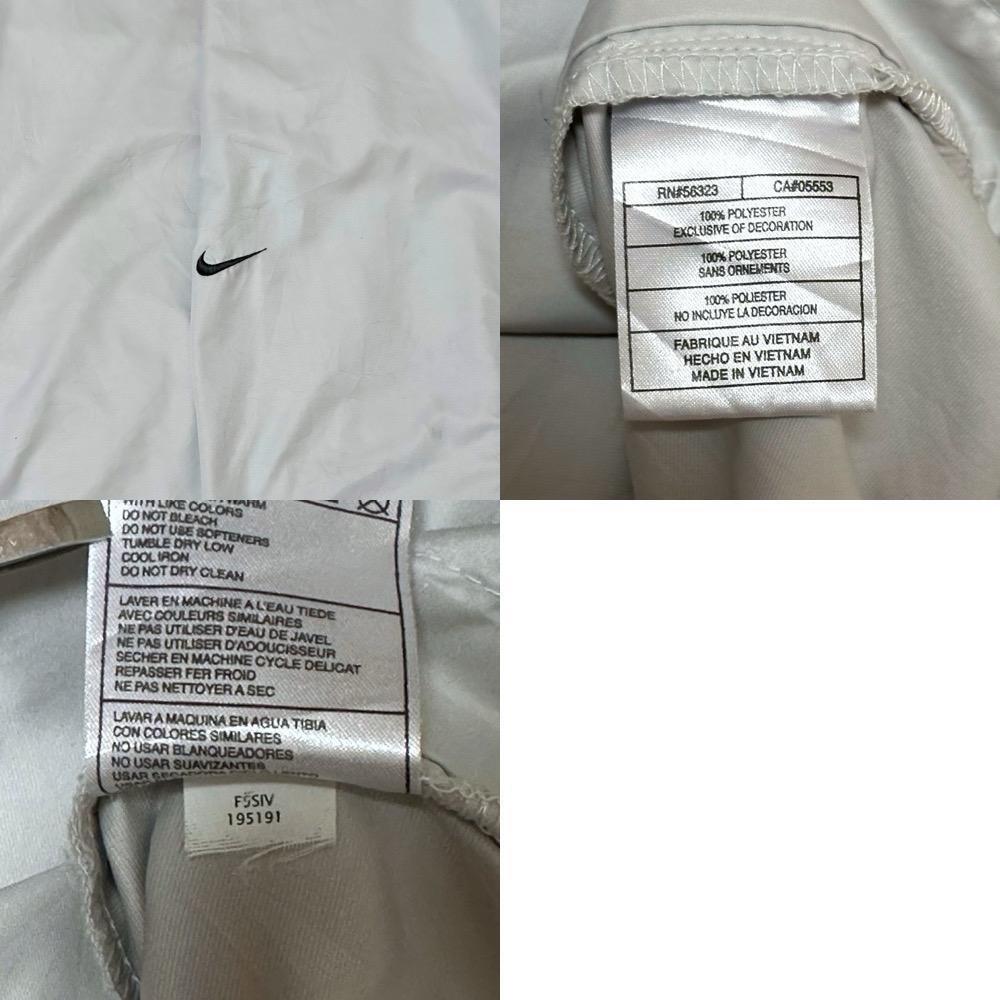 RN#56323 CA#05553
100% POLYESTER
EXCLUSIVE OF DECORATION
100% POLYESTER
SANS ORNEMENTS
100% POLIESTER
NO INCLUYE LA DECORACION
FABRIQUE AU VIETNAM
HECHO EN VIETNAM
MADE IN VIETNAM
WITH LIKE COLORS
DO NOT BLEACH
DO NOT USE SOFTENERS
TUMBLE DRY LOW
COOL IRON
DO NOT DRY CLEAN
LAVER EN MACHINE A L'EAU TIEDE
AVEC COULEURS SIMILAIRES
NE PAS UTILISER D'EAU DE JAVEL
NE PAS UTILISER D'ADOUCISSEUR
SECHER EN MACHINE CYCLE DELICAT
REPASSER FER FROID
NE PAS NETTOYER A SEC
LAVAR A MAQUINA EN AGUA TIBIA
CON COLORES SIMILARES
NO USAR BLANQUEADORES
NO USAR SUAVIZANTES
USAR
F5SIV
195191